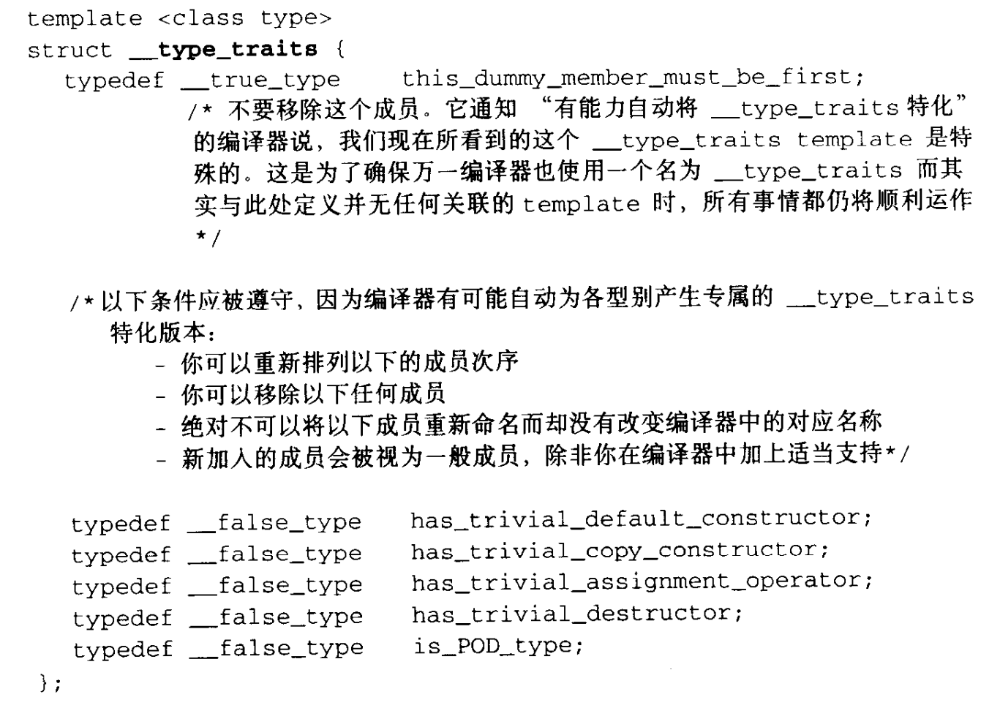 template <class type>
struct __type_traits {
typedef __true_type this_dummy_member_must_be_first;
/* 不要移除这个成员。它通知 “有能力自动将 __type_traits 特化”
的编译器说，我们现在所看到的这个 __type_traits template 是特
殊的。这是为了确保万一编译器也使用一个名为 __type_traits 而其
实与此处定义并无任何关联的 template 时，所有事情都仍将顺利运作
*/
/* 以下条件应被遵守，因为编译器有可能自动为各型别产生专属的 __type_traits
特化版本：
- 你可以重新排列以下的成员次序
- 你可以移除以下任何成员
- 绝对不可以将以下成员重新命名而却没有改变编译器中的对应名称
- 新加入的成员会被视为一般成员，除非你在编译器中加上适当支持*/
typedef __false_type has_trivial_default_constructor;
typedef __false_type has_trivial_copy_constructor;
typedef __false_type has_trivial_assignment_operator;
typedef __false_type has_trivial_destructor;
typedef __false_type is_POD_type;
};